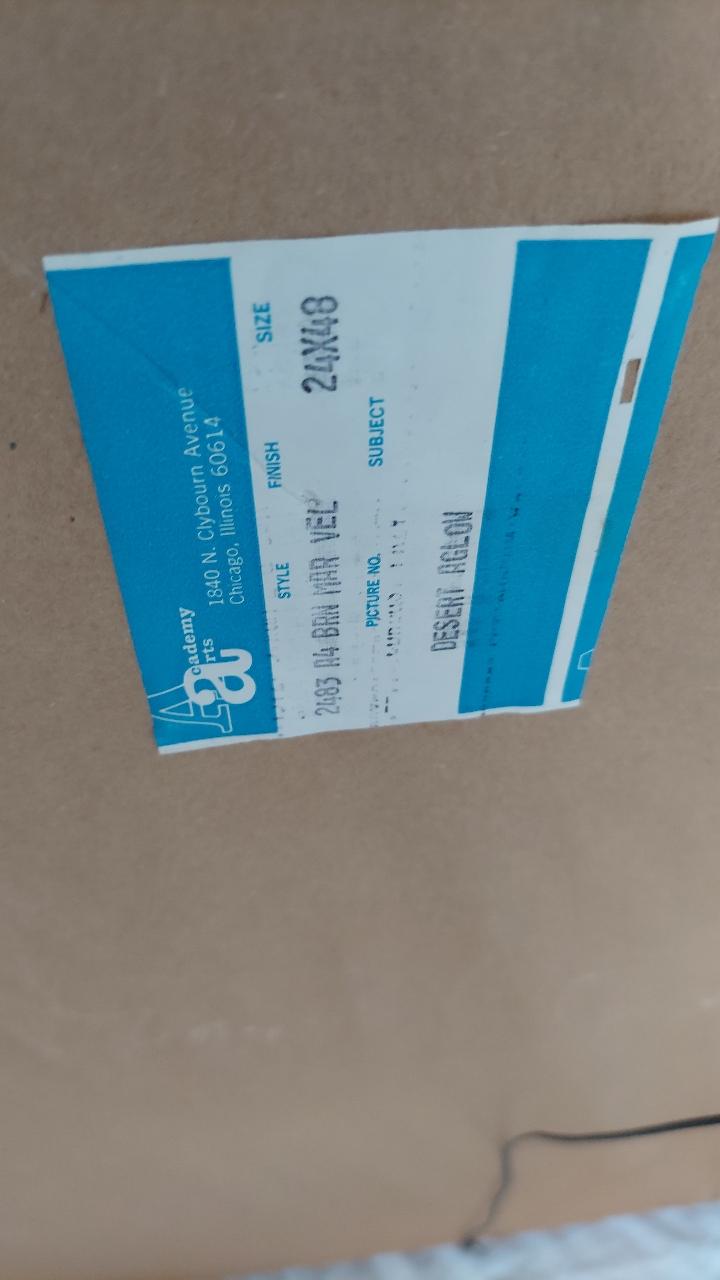 Academy
arts
1840 N. Clybourn Avenue
Chicago, Illinois 60614
STYLE FINISH SIZE
2483 A4 BRN MAR VEL 24X48
PICTURE NO. SUBJECT
DESERT AGLOW